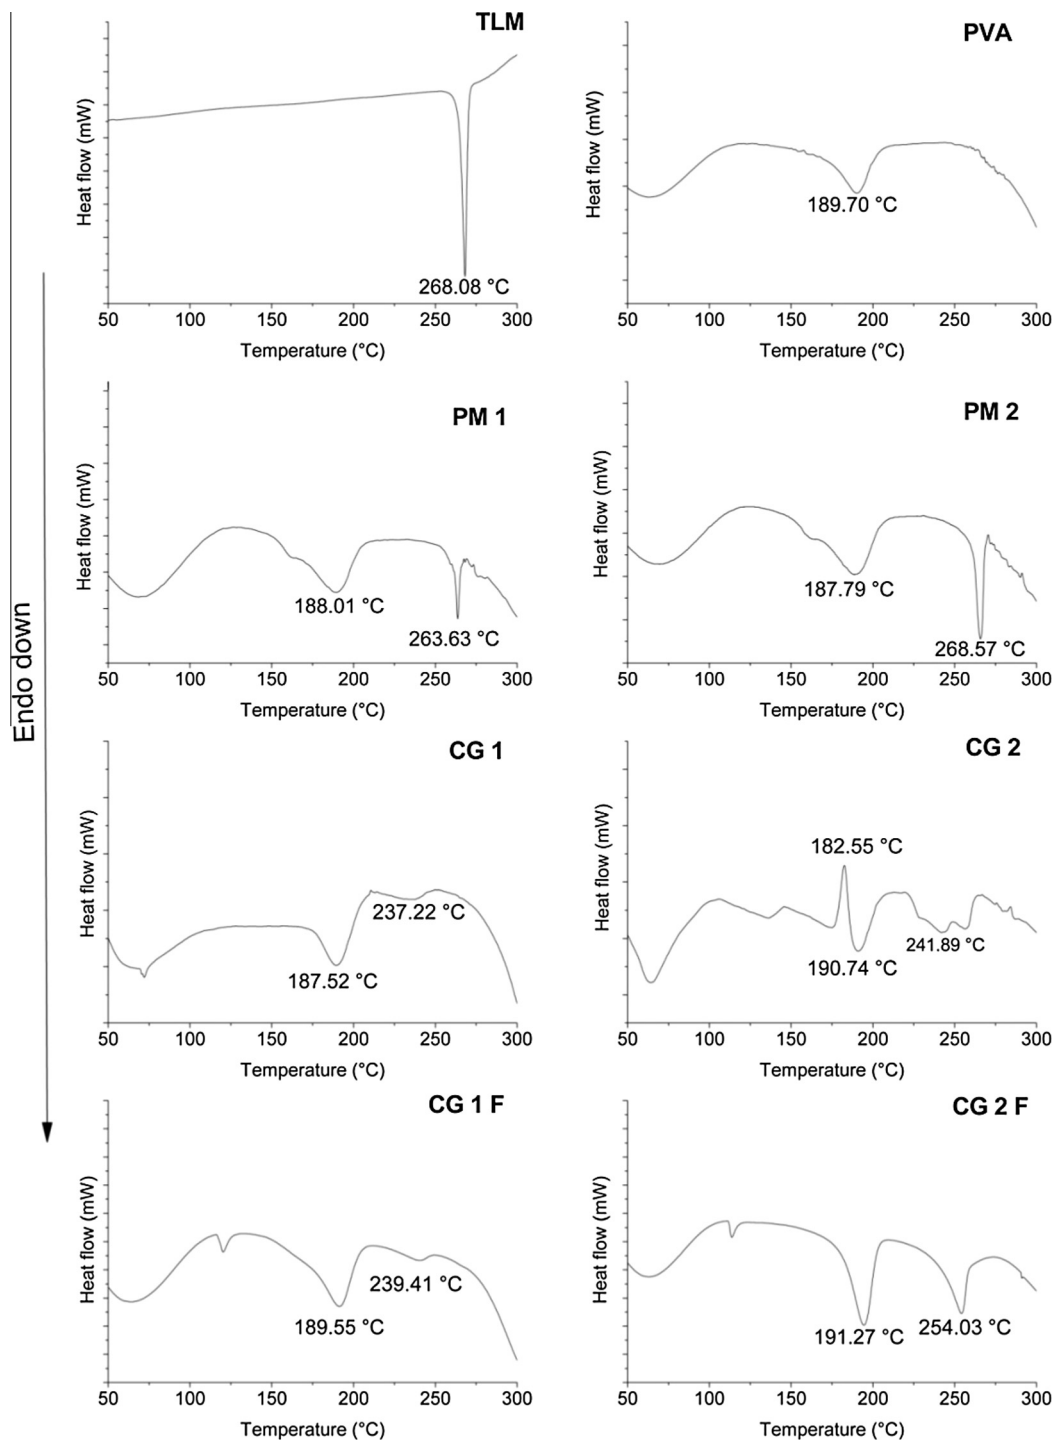 TLM
Heat flow (mW)
268.08 °C
50 100 150 200 250 300
Temperature (°C)
PVA
Heat flow (mW)
189.70 °C
50 100 150 200 250 300
Temperature (°C)
Endo down
PM 1
Heat flow (mW)
188.01 °C
263.63 °C
50 100 150 200 250 300
Temperature (°C)
PM 2
Heat flow (mW)
187.79 °C
268.57 °C
50 100 150 200 250 300
Temperature (°C)
CG 1
Heat flow (mW)
237.22 °C
187.52 °C
50 100 150 200 250 300
Temperature (°C)
CG 2
Heat flow (mW)
182.55 °C
241.89 °C
190.74 °C
50 100 150 200 250 300
Temperature (°C)
CG 1 F
Heat flow (mW)
239.41 °C
189.55 °C
50 100 150 200 250 300
Temperature (°C)
CG 2 F
Heat flow (mW)
191.27 °C
254.03 °C
50 100 150 200 250 300
Temperature (°C)